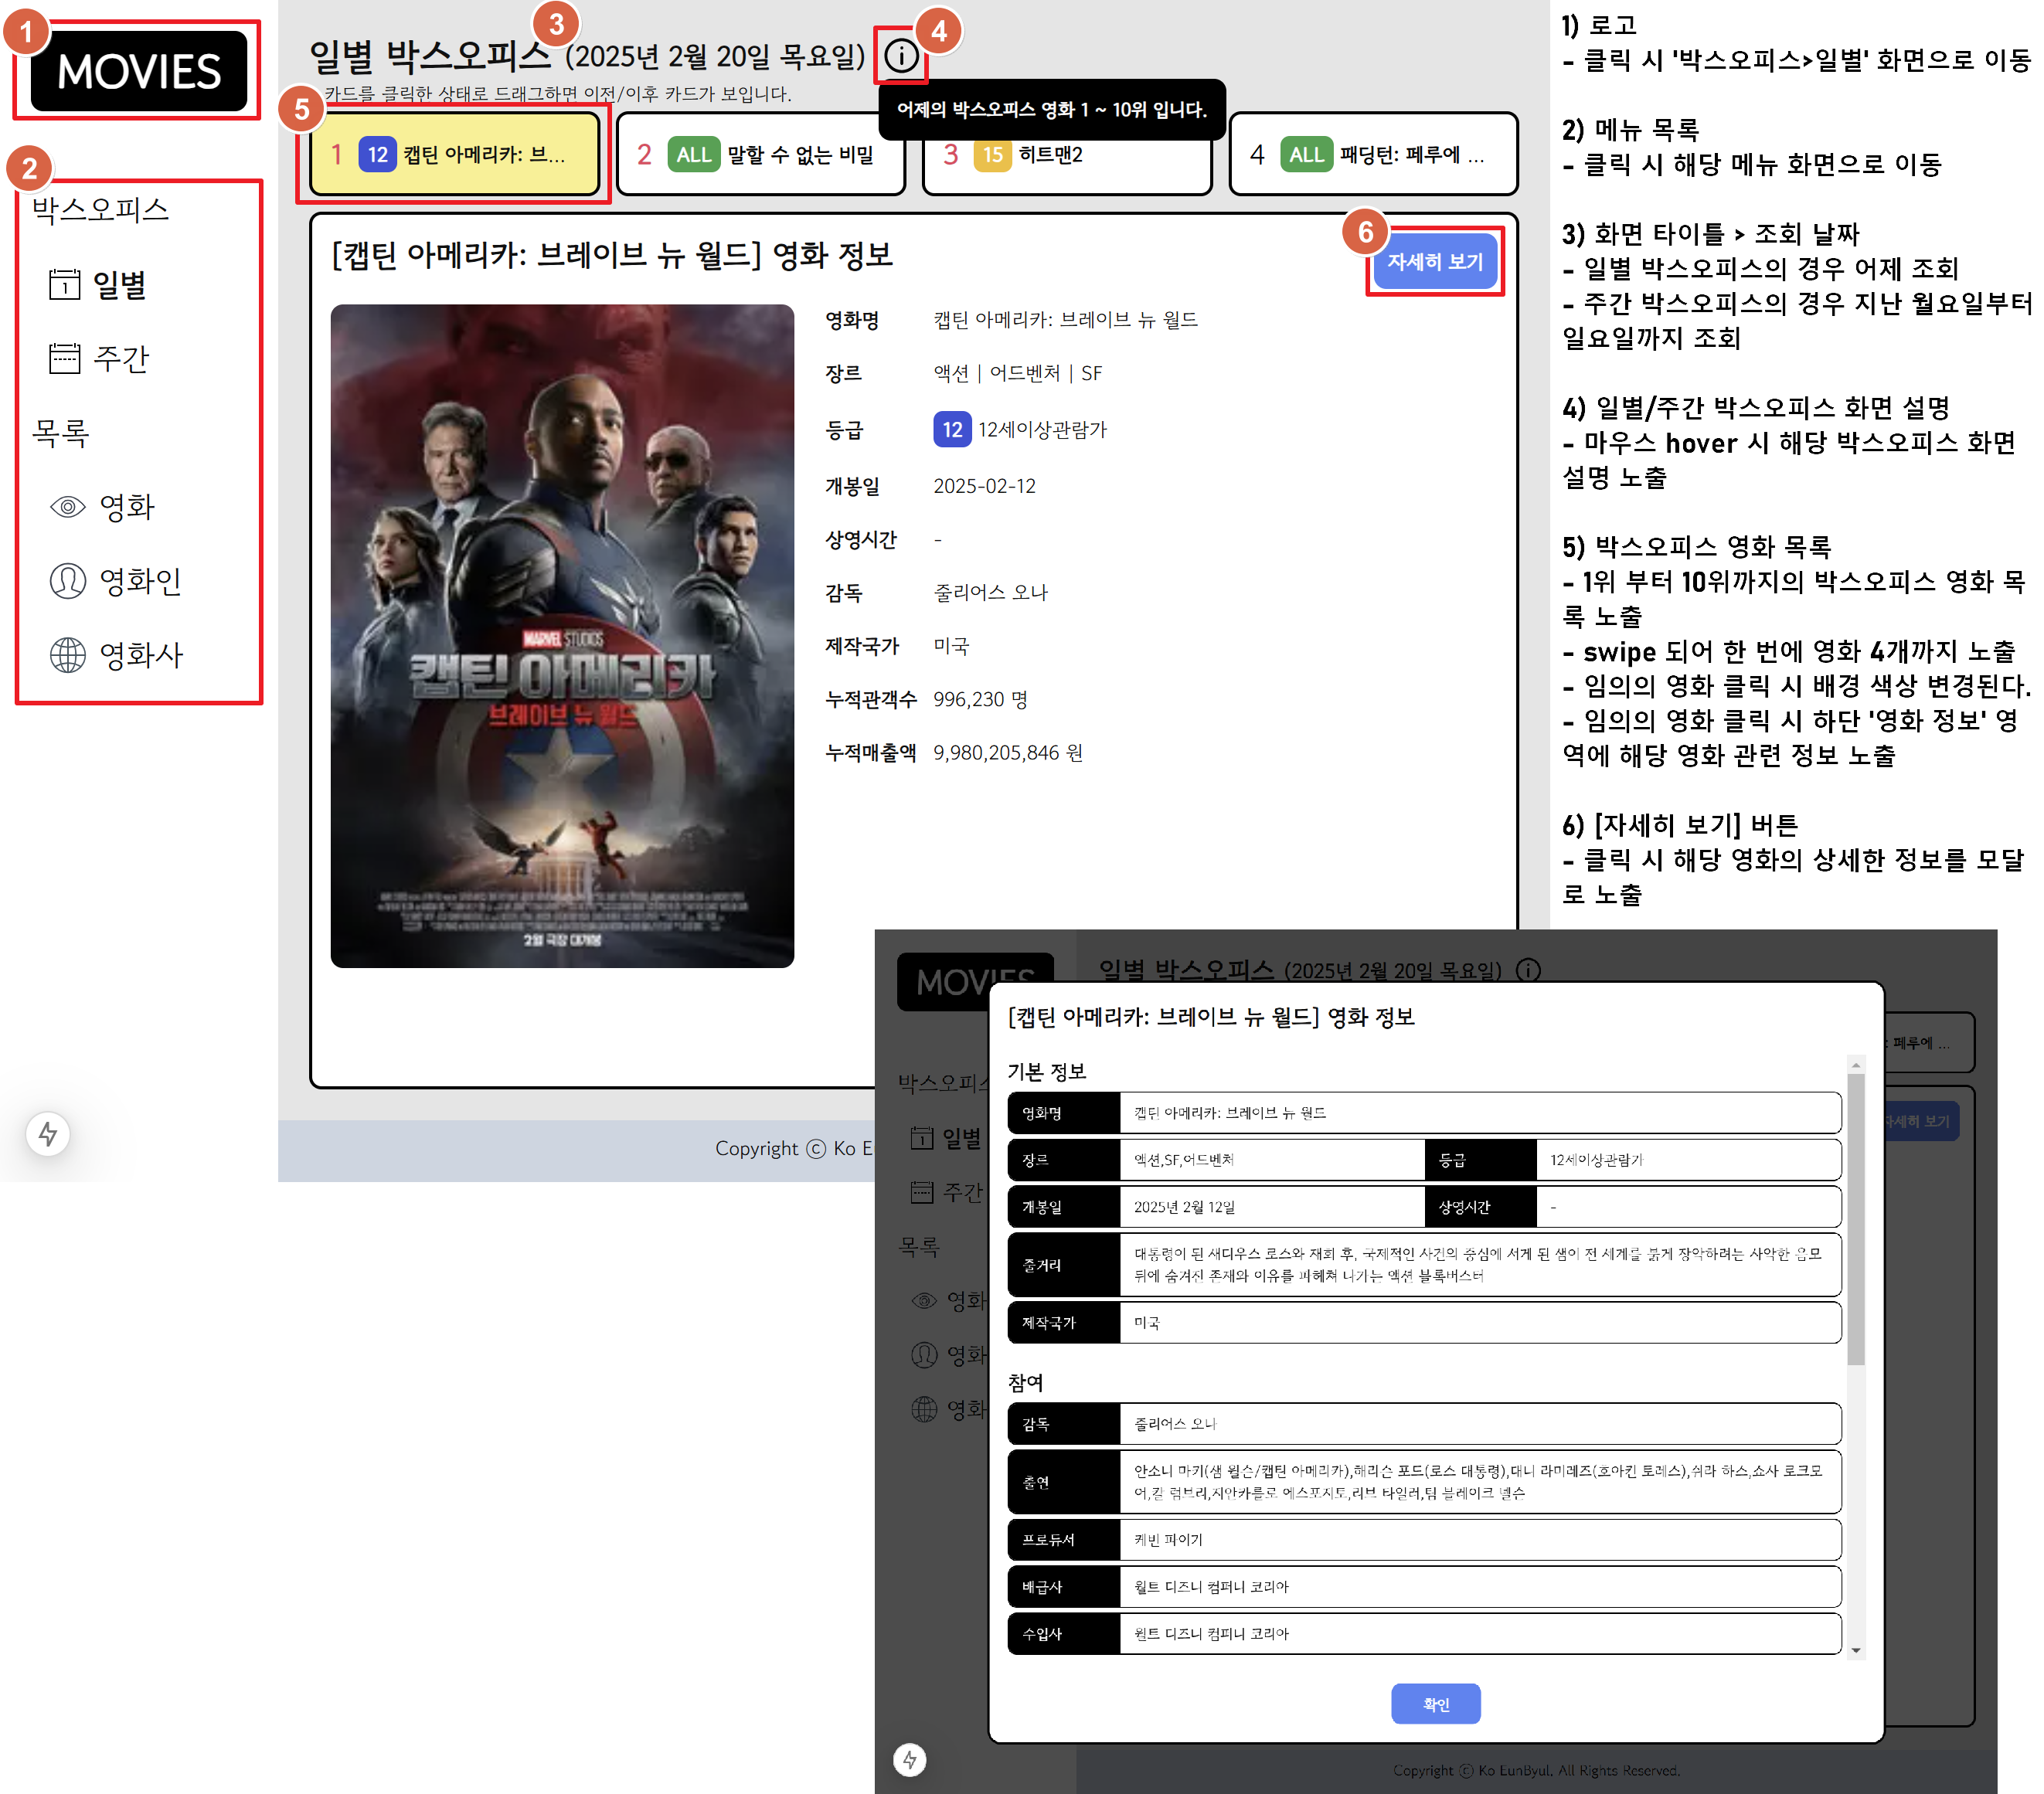 1
MOVIES
2
박스오피스
1
일별
주간
목록
영화
영화인
영화사
3
4
일별 박스오피스 (2025년 2월 20일 목요일)
카드를 클릭한 상태로 드래그하면 이전/이후 카드가 보입니다.
어제의 박스오피스 영화 1 ~ 10위 입니다.
5
1 12 캡틴 아메리카: 브...
2 ALL 말할 수 없는 비밀
3 15 히트맨2
4 ALL 패딩턴: 페루에 ...
6
[캡틴 아메리카: 브레이브 뉴 월드] 영화 정보
자세히 보기
MARVEL STUDIOS
캡틴 아메리카
브레이브 뉴 월드
2월 극장 대개봉
영화명 캡틴 아메리카: 브레이브 뉴 월드
장르 액션 | 어드벤처 | SF
등급 12 12세이상관람가
개봉일 2025-02-12
상영시간 -
감독 줄리어스 오나
제작국가 미국
누적관객수 996,230 명
누적매출액 9,980,205,846 원
Copyright ⓒ Ko E
1) 로고
- 클릭 시 '박스오피스>일별' 화면으로 이동
2) 메뉴 목록
- 클릭 시 해당 메뉴 화면으로 이동
3) 화면 타이틀 > 조회 날짜
- 일별 박스오피스의 경우 어제 조회
- 주간 박스오피스의 경우 지난 월요일부터
일요일까지 조회
4) 일별/주간 박스오피스 화면 설명
- 마우스 hover 시 해당 박스오피스 화면
설명 노출
5) 박스오피스 영화 목록
- 1위 부터 10위까지의 박스오피스 영화 목
록 노출
- swipe 되어 한 번에 영화 4개까지 노출
- 임의의 영화 클릭 시 배경 색상 변경된다.
- 임의의 영화 클릭 시 하단 '영화 정보' 영
역에 해당 영화 관련 정보 노출
6) [자세히 보기] 버튼
- 클릭 시 해당 영화의 상세한 정보를 모달
로 노출
MOVIES
일별 박스오피스 (2025년 2월 20일 목요일)
: 페루에 ...
자세히 보기
박스오피스
1
일별
주간
목록
영화
영화
영화
[캡틴 아메리카: 브레이브 뉴 월드] 영화 정보
기본 정보
영화명 캡틴 아메리카: 브레이브 뉴 월드
장르 액션,SF,어드벤처 등급 12세이상관람가
개봉일 2025년 2월 12일 상영시간 -
줄거리 대통령이 된 새디우스 로스와 재회 후, 국제적인 사건의 중심에 서게 된 샘이 전 세계를 붉게 장악하려는 사악한 음모
뒤에 숨겨진 존재와 이유를 파헤쳐 나가는 액션 블록버스터
제작국가 미국
참여
감독 줄리어스 오나
출연 안소니 마키(샘 윌슨/캡틴 아메리카),해리슨 포드(로스 대통령),대니 라미레즈(호아킨 토레스),쉬라 하스,쇼사 로크모
어,칼 럼브리,지안카를로 에스포지토,리브 타일러,팀 블레이크 넬슨
프로듀서 케빈 파이기
배급사 월트 디즈니 컴퍼니 코리아
수입사 월트 디즈니 컴퍼니 코리아
확인
Copyright ⓒ Ko EunByul. All Rights Reserved.